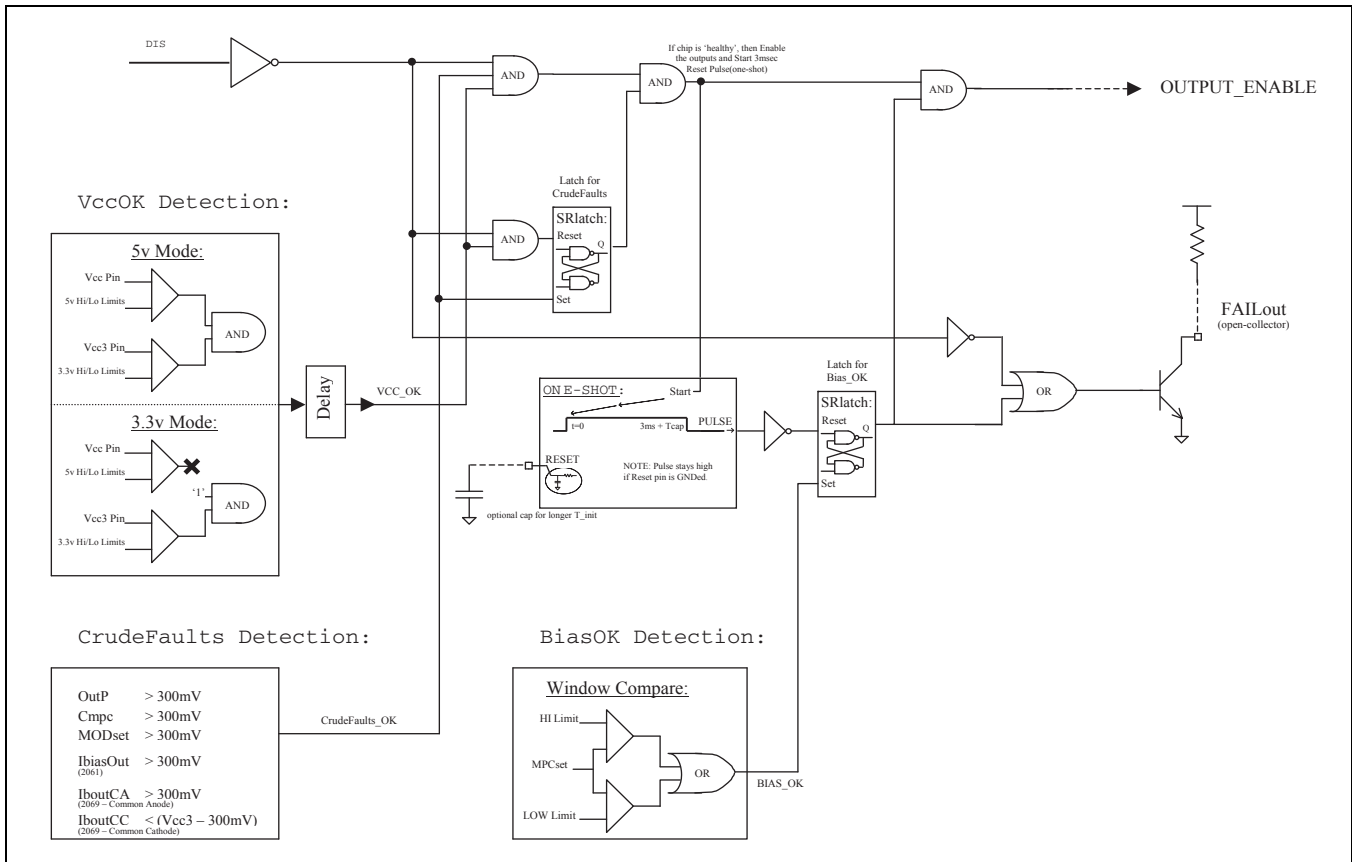 DIS
AND
AND
If chip is 'healthy', then Enable
the outputs and Start 3msec
Reset Pulse(one-shot)
AND
OUTPUT_ENABLE
VccOK Detection:
5v Mode:
Vcc Pin
5v Hi/Lo Limits
Vcc3 Pin
3.3v Hi/Lo Limits
AND
3.3v Mode:
Vcc Pin
5v Hi/Lo Limits
'1'
Vcc3 Pin
3.3v Hi/Lo Limits
AND
Delay
VCC_OK
AND
Latch for
CrudeFaults
SRlatch:
Reset
Q
Set
ONE-SHOT:
Start
t=0
3ms + Tcap
PULSE
RESET
NOTE: Pulse stays high
if Reset pin is GNDed.
optional cap for longer T_init
Latch for
Bias_OK
SRlatch:
Reset
Q
Set
OR
FAILout
(open-collector)
CrudeFaults Detection:
OutP > 300mV
Cmpc > 300mV
MODset > 300mV
IbiasOut > 300mV
(2061)
IboutCA > 300mV
(2069 – Common Anode)
IboutCC < (Vcc3 – 300mV)
(2069 – Common Cathode)
CrudeFaults_OK
BiasOK Detection:
Window Compare:
HI Limit
MPCset
LOW Limit
OR
BIAS_OK